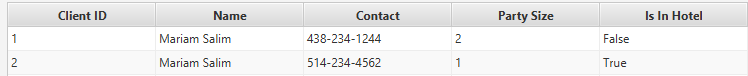 Client ID Name Contact Party Size Is In Hotel
1 Mariam Salim 438-234-1244 2 False
2 Mariam Salim 514-234-4562 1 True